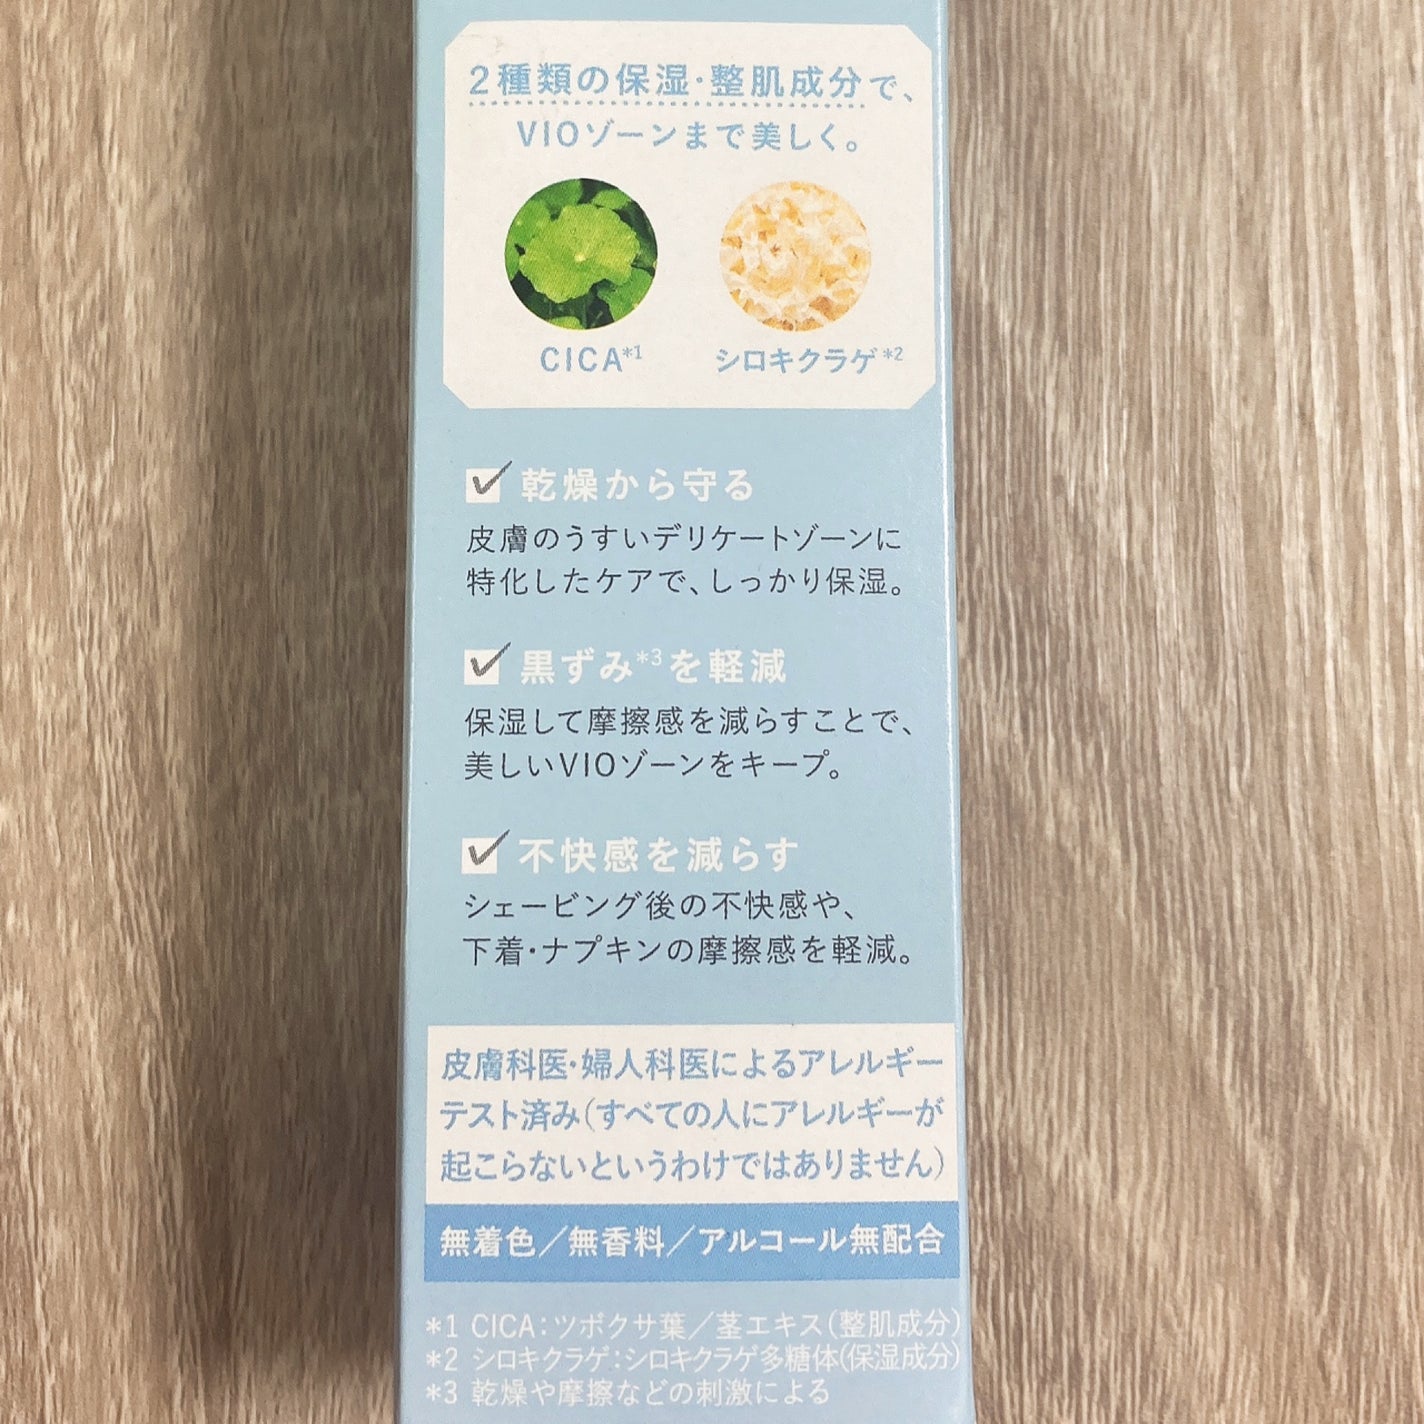 2種類の保湿・整肌成分で、
VIOゾーンまで美しく。
CICA*1
シロキクラゲ*2
乾燥から守る
皮膚のうすいデリケートゾーンに
特化したケアで、しっかり保湿。
黒ずみ*3を軽減
保湿して摩擦感を減らすことで、
美しいVIOゾーンをキープ。
不快感を減らす
シェービング後の不快感や、
下着・ナプキンの摩擦感を軽減。
皮膚科医・婦人科医によるアレルギー
テスト済み(すべての人にアレルギーが
起こらないというわけではありません)
無着色/無香料/アルコール無配合
*1 CICA:ツボクサ葉/茎エキス(整肌成分)
*2 シロキクラゲ:シロキクラゲ多糖体(保湿成分)
*3 乾燥や摩擦などの刺激による